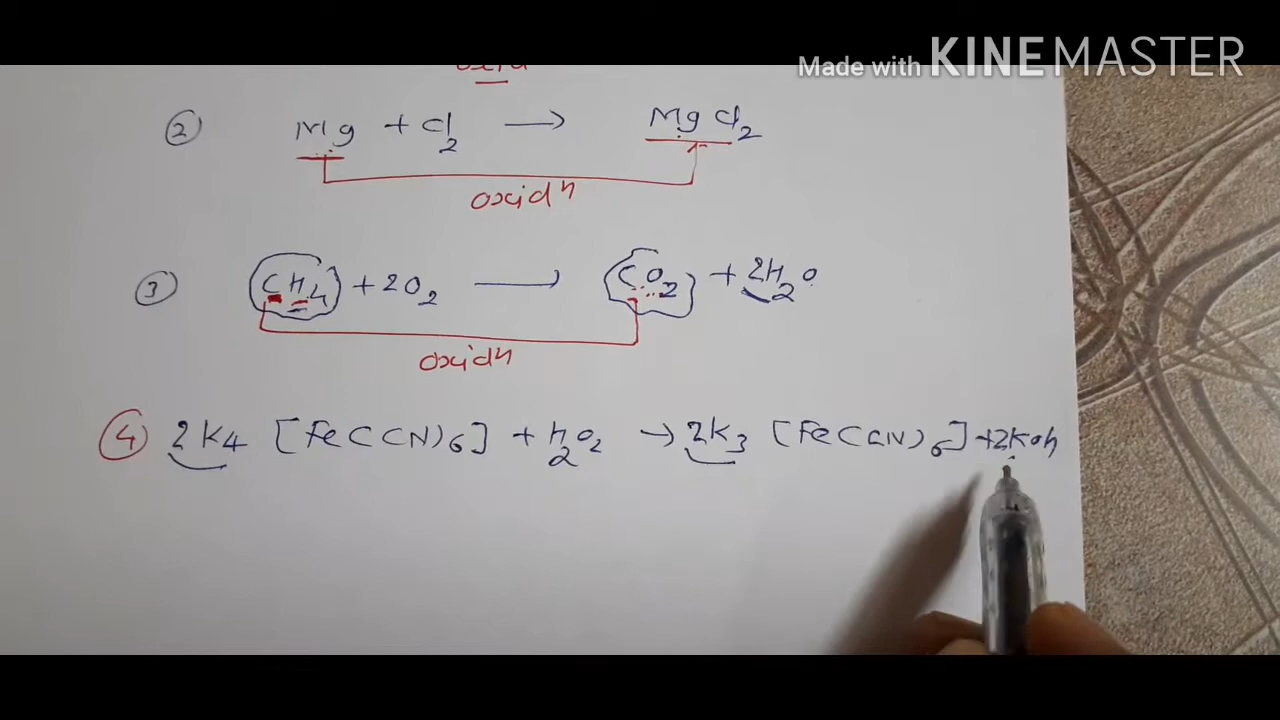 Made with KINEMASTER
② Mg + Cl₂ → MgCl₂
oxidⁿ
③ CH₄ + 2O₂ → CO₂ + 2H₂O
oxidⁿ
④ 2K₄ [Fe(CN)₆] + H₂O₂ → 2K₃ [Fe(CN)₆] + 2KOH